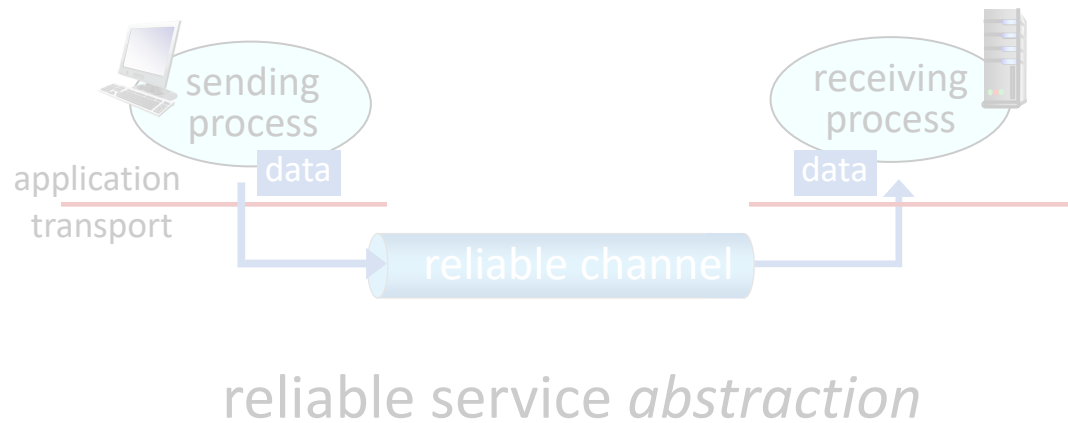 sending
process
data
receiving
process
data
application
transport
reliable channel
reliable service abstraction